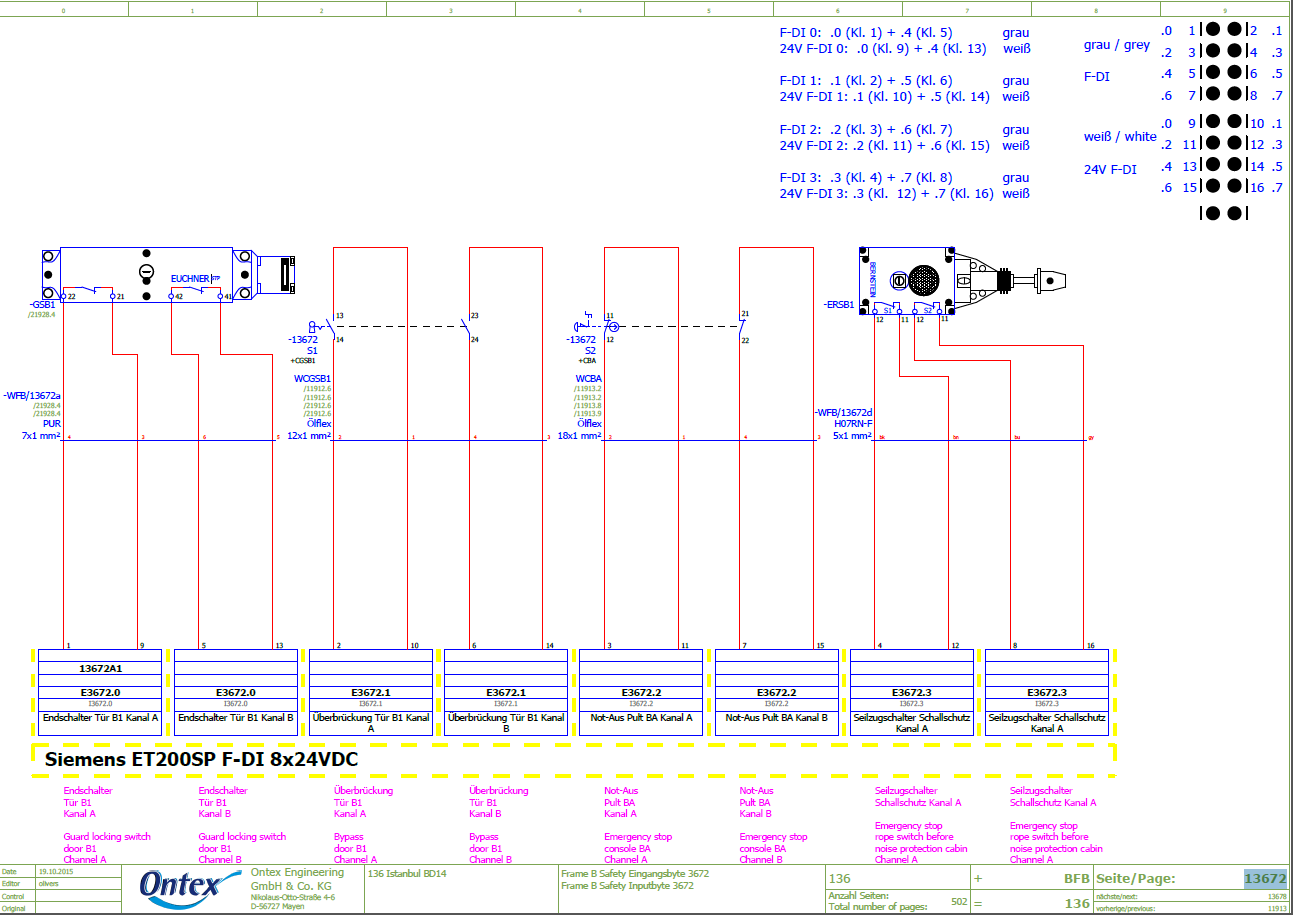 0 1 2 3 4 5 6 7 8 9
F-DI 0: .0 (Kl. 1) + .4 (Kl. 5) grau
24V F-DI 0: .0 (Kl. 9) + .4 (Kl. 13) weiß
F-DI 1: .1 (Kl. 2) + .5 (Kl. 6) grau
24V F-DI 1: .1 (Kl. 10) + .5 (Kl. 14) weiß
F-DI 2: .2 (Kl. 3) + .6 (Kl. 7) grau
24V F-DI 2: .2 (Kl. 11) + .6 (Kl. 15) weiß
F-DI 3: .3 (Kl. 4) + .7 (Kl. 8) grau
24V F-DI 3: .3 (Kl. 12) + .7 (Kl. 16) weiß
grau / grey
F-DI
weiß / white
24V F-DI
.0 1 2 .1
.2 3 4 .3
.4 5 6 .5
.6 7 8 .7
.0 9 10 .1
.2 11 12 .3
.4 13 14 .5
.6 15 16 .7
EUCHNER STP
22 21 42 41
-GSB1
/21928.4
13 23
14 24
-13672
S1
+CGSB1
11 21
12 22
-13672
S2
+CBA
BERNSTEIN
-ERSB1
S1 S2
12 11 12 11
-WFB/13672a
/21928.4
/21928.4
PUR
7x1 mm²
4 3 6 5
WCGSB1
/11912.6
/11912.6
/21912.6
/21912.6
Ölflex
12x1 mm²
2 1 4 3
WCBA
/11913.2
/11913.2
/11913.8
/11913.9
Ölflex
18x1 mm²
2 1 4 3
-WFB/13672d
H07RN-F
5x1 mm²
bk bn bu gy
1 9 5 13 2 10 6 14 3 11 7 15 4 12 8 16
13672A1
E3672.0 E3672.0 E3672.1 E3672.1 E3672.2 E3672.2 E3672.3 E3672.3
I3672.0 I3672.0 I3672.1 I3672.1 I3672.2 I3672.2 I3672.3 I3672.3
Endschalter Tür B1 Kanal A
Endschalter Tür B1 Kanal B
Überbrückung Tür B1 Kanal
A
Überbrückung Tür B1 Kanal
B
Not-Aus Pult BA Kanal A
Not-Aus Pult BA Kanal B
Seilzugschalter Schallschutz
Kanal A
Seilzugschalter Schallschutz
Kanal A
Siemens ET200SP F-DI 8x24VDC
Endschalter
Tür B1
Kanal A
Guard locking switch
door B1
Channel A
Endschalter
Tür B1
Kanal B
Guard locking switch
door B1
Channel B
Überbrückung
Tür B1
Kanal A
Bypass
door B1
Channel A
Überbrückung
Tür B1
Kanal B
Bypass
door B1
Channel B
Not-Aus
Pult BA
Kanal A
Emergency stop
console BA
Channel A
Not-Aus
Pult BA
Kanal B
Emergency stop
console BA
Channel B
Seilzugschalter
Schallschutz Kanal A
Emergency stop
rope switch before
noise protection cabin
Channel A
Seilzugschalter
Schallschutz Kanal A
Emergency stop
rope switch before
noise protection cabin
Channel A
Date 19.10.2015
Editor olivers
Control
Original
Ontex
Ontex Engineering
GmbH & Co. KG
Nikolaus-Otto-Straße 4-6
D-56727 Mayen
136 Istanbul BD14
Frame B Safety Eingangsbyte 3672
Frame B Safety Inputbyte 3672
136
Anzahl Seiten:
Total number of pages: 502
+ BFB
= 136
Seite/Page: 13672
nächste/next: 13678
vorherige/previous: 11913